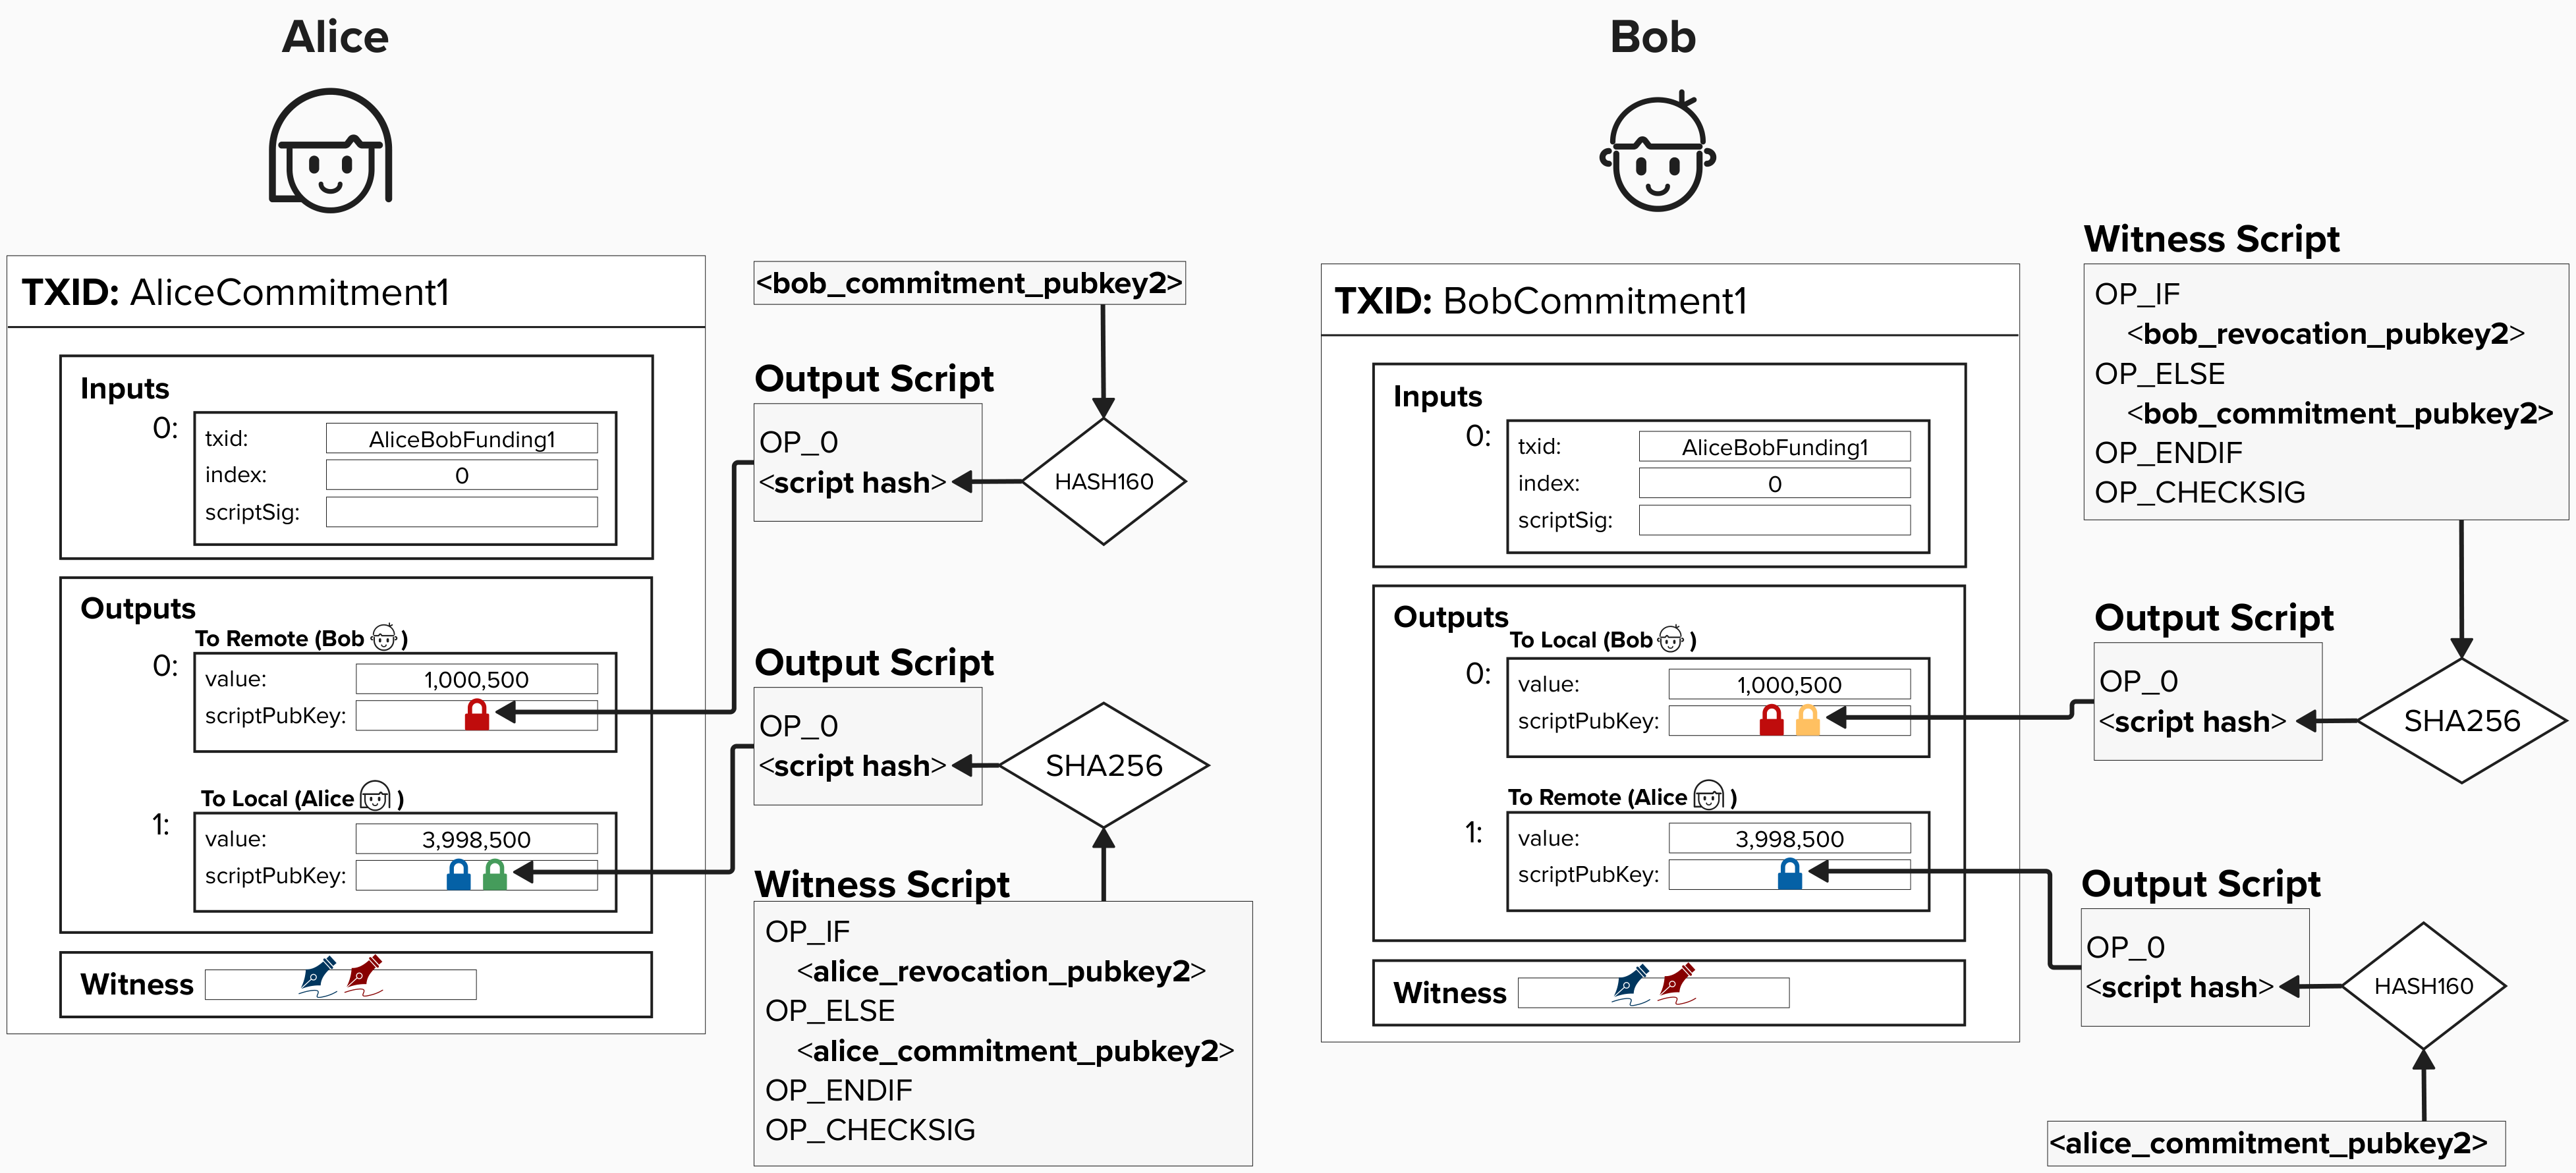 Alice
TXID: AliceCommitment1
Inputs
0:
txid: AliceBobFunding1
index: 0
scriptSig:
Outputs
To Remote (Bob )
0:
value: 1,000,500
scriptPubKey:
To Local (Alice )
1:
value: 3,998,500
scriptPubKey:
Witness
<bob_commitment_pubkey2>
Output Script
OP_0
<script hash>
HASH160
Output Script
OP_0
<script hash>
SHA256
Witness Script
OP_IF
<alice_revocation_pubkey2>
OP_ELSE
<alice_commitment_pubkey2>
OP_ENDIF
OP_CHECKSIG
Bob
TXID: BobCommitment1
Inputs
0:
txid: AliceBobFunding1
index: 0
scriptSig:
Outputs
To Local (Bob )
0:
value: 1,000,500
scriptPubKey:
To Remote (Alice )
1:
value: 3,998,500
scriptPubKey:
Witness
Witness Script
OP_IF
<bob_revocation_pubkey2>
OP_ELSE
<bob_commitment_pubkey2>
OP_ENDIF
OP_CHECKSIG
Output Script
OP_0
<script hash>
SHA256
Output Script
OP_0
<script hash>
HASH160
<alice_commitment_pubkey2>